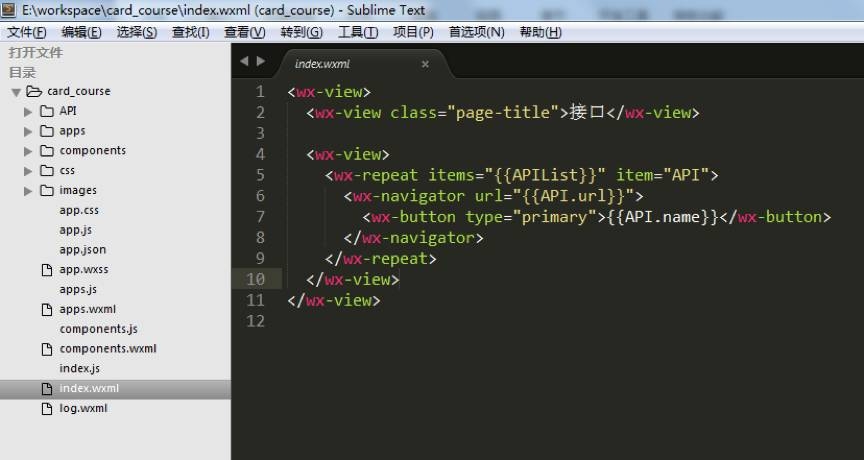 E:\workspace\card_course\index.wxml (card_course) - Sublime Text
文件(F) 编辑(E) 选择(S) 查找(I) 查看(V) 转到(G) 工具(T) 项目(P) 首选项(N) 帮助(H)
打开文件
目录
card_course
API
apps
components
css
images
app.css
app.js
app.json
app.wxss
apps.js
apps.wxml
components.js
components.wxml
index.js
index.wxml
log.wxml
index.wxml ×
1 <wx-view>
2 <wx-view class="page-title">接口</wx-view>
3
4 <wx-view>
5 <wx-repeat items="{{APIList}}" item="API">
6 <wx-navigator url="{{API.url}}">
7 <wx-button type="primary">{{API.name}}</wx-button>
8 </wx-navigator>
9 </wx-repeat>
10 </wx-view>
11 </wx-view>
12